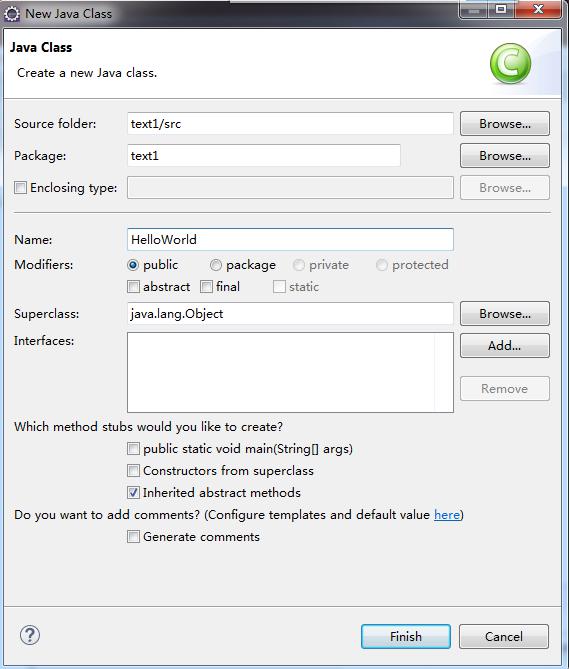 New Java Class
Java Class
Create a new Java class.
C
Source folder: text1/src Browse...
Package: text1 Browse...
Enclosing type: Browse...
Name: HelloWorld
Modifiers: public package private protected
abstract final static
Superclass: java.lang.Object Browse...
Interfaces: Add...
Remove
Which method stubs would you like to create?
public static void main(String[] args)
Constructors from superclass
Inherited abstract methods
Do you want to add comments? (Configure templates and default value here)
Generate comments
? Finish Cancel